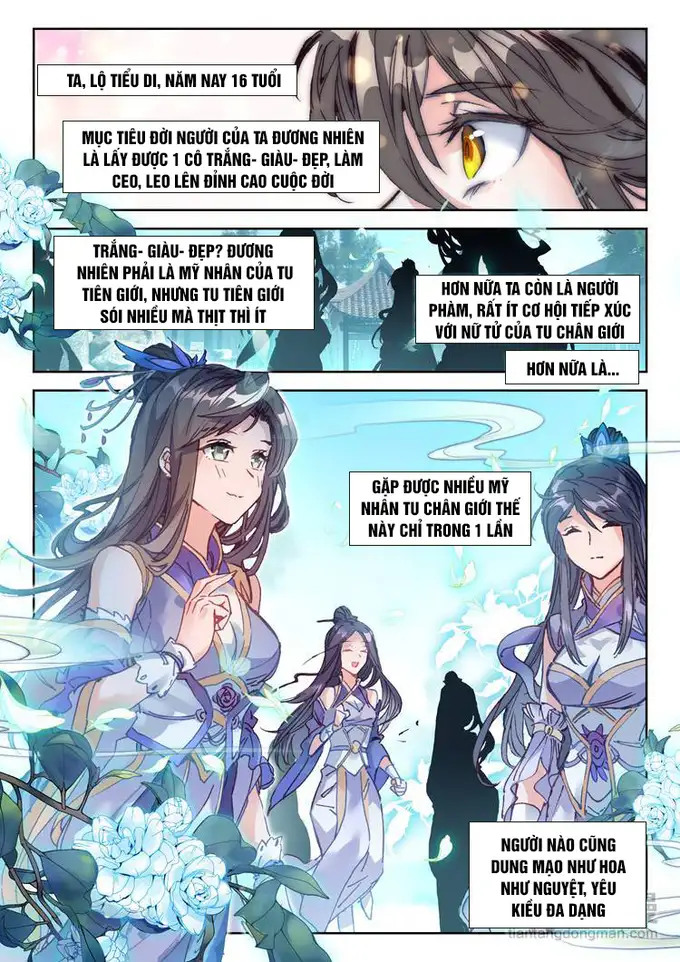 TA, LỘ TIỂU DI, NĂM NAY 16 TUỔI
MỤC TIÊU ĐỜI NGƯỜI CỦA TA ĐƯƠNG NHIÊN
LÀ LẤY ĐƯỢC 1 CÔ TRẮNG- GIÀU- ĐẸP, LÀM
CEO, LEO LÊN ĐỈNH CAO CUỘC ĐỜI
TRẮNG- GIÀU- ĐẸP? ĐƯƠNG
NHIÊN PHẢI LÀ MỸ NHÂN CỦA TU
TIÊN GIỚI, NHƯNG TU TIÊN GIỚI
SÓI NHIỀU MÀ THỊT THÌ ÍT
HƠN NỮA TA CÒN LÀ NGƯỜI
PHÀM, RẤT ÍT CƠ HỘI TIẾP XÚC
VỚI NỮ TỬ CỦA TU CHÂN GIỚI
HƠN NỮA LÀ...
GẶP ĐƯỢC NHIỀU MỸ
NHÂN TU CHÂN GIỚI THẾ
NÀY CHỈ TRONG 1 LẦN
NGƯỜI NÀO CŨNG
DUNG MẠO NHƯ HOA
NHƯ NGUYỆT, YÊU
KIỀU ĐA DẠNG
tiantangdongman.com